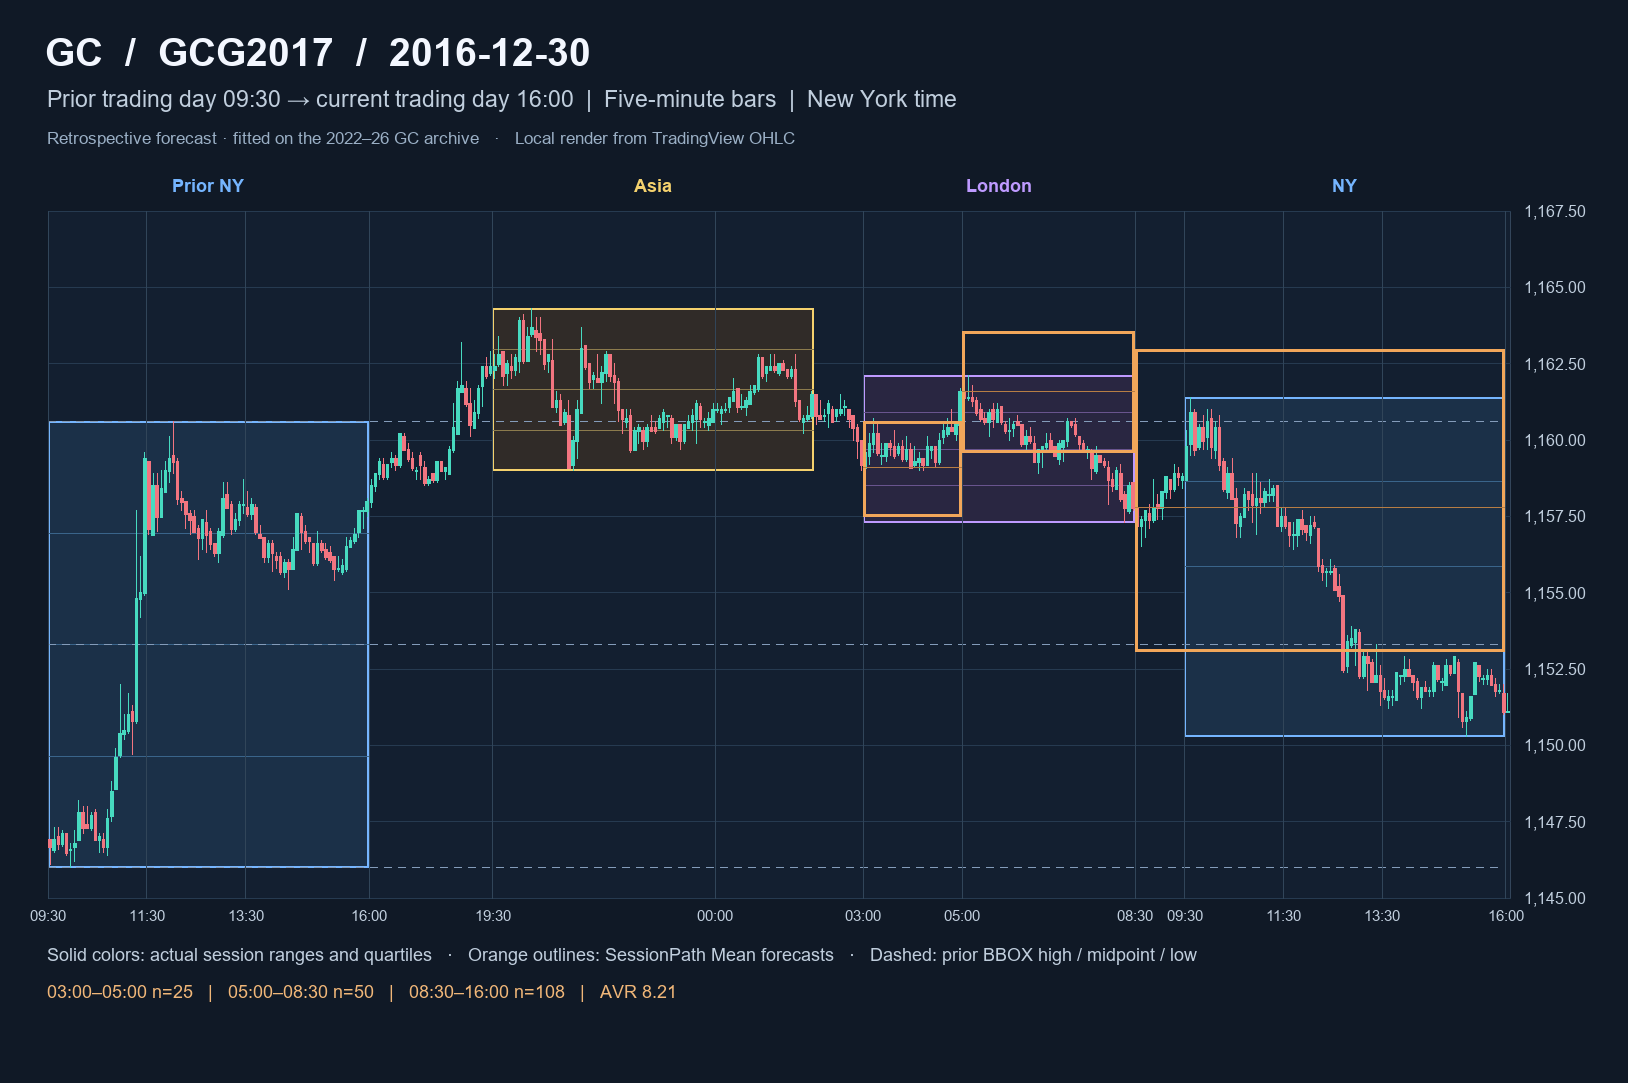 GC / GCG2017 / 2016-12-30
Prior trading day 09:30 → current trading day 16:00 | Five-minute bars | New York time
Retrospective forecast · fitted on the 2022–26 GC archive · Local render from TradingView OHLC
Prior NY Asia London NY
1,167.50
1,165.00
1,162.50
1,160.00
1,157.50
1,155.00
1,152.50
1,150.00
1,147.50
1,145.00
09:30 11:30 13:30 16:00 19:30 00:00 03:00 05:00 08:30 09:30 11:30 13:30 16:00
Solid colors: actual session ranges and quartiles · Orange outlines: SessionPath Mean forecasts · Dashed: prior BBOX high / midpoint / low
03:00–05:00 n=25 | 05:00–08:30 n=50 | 08:30–16:00 n=108 | AVR 8.21